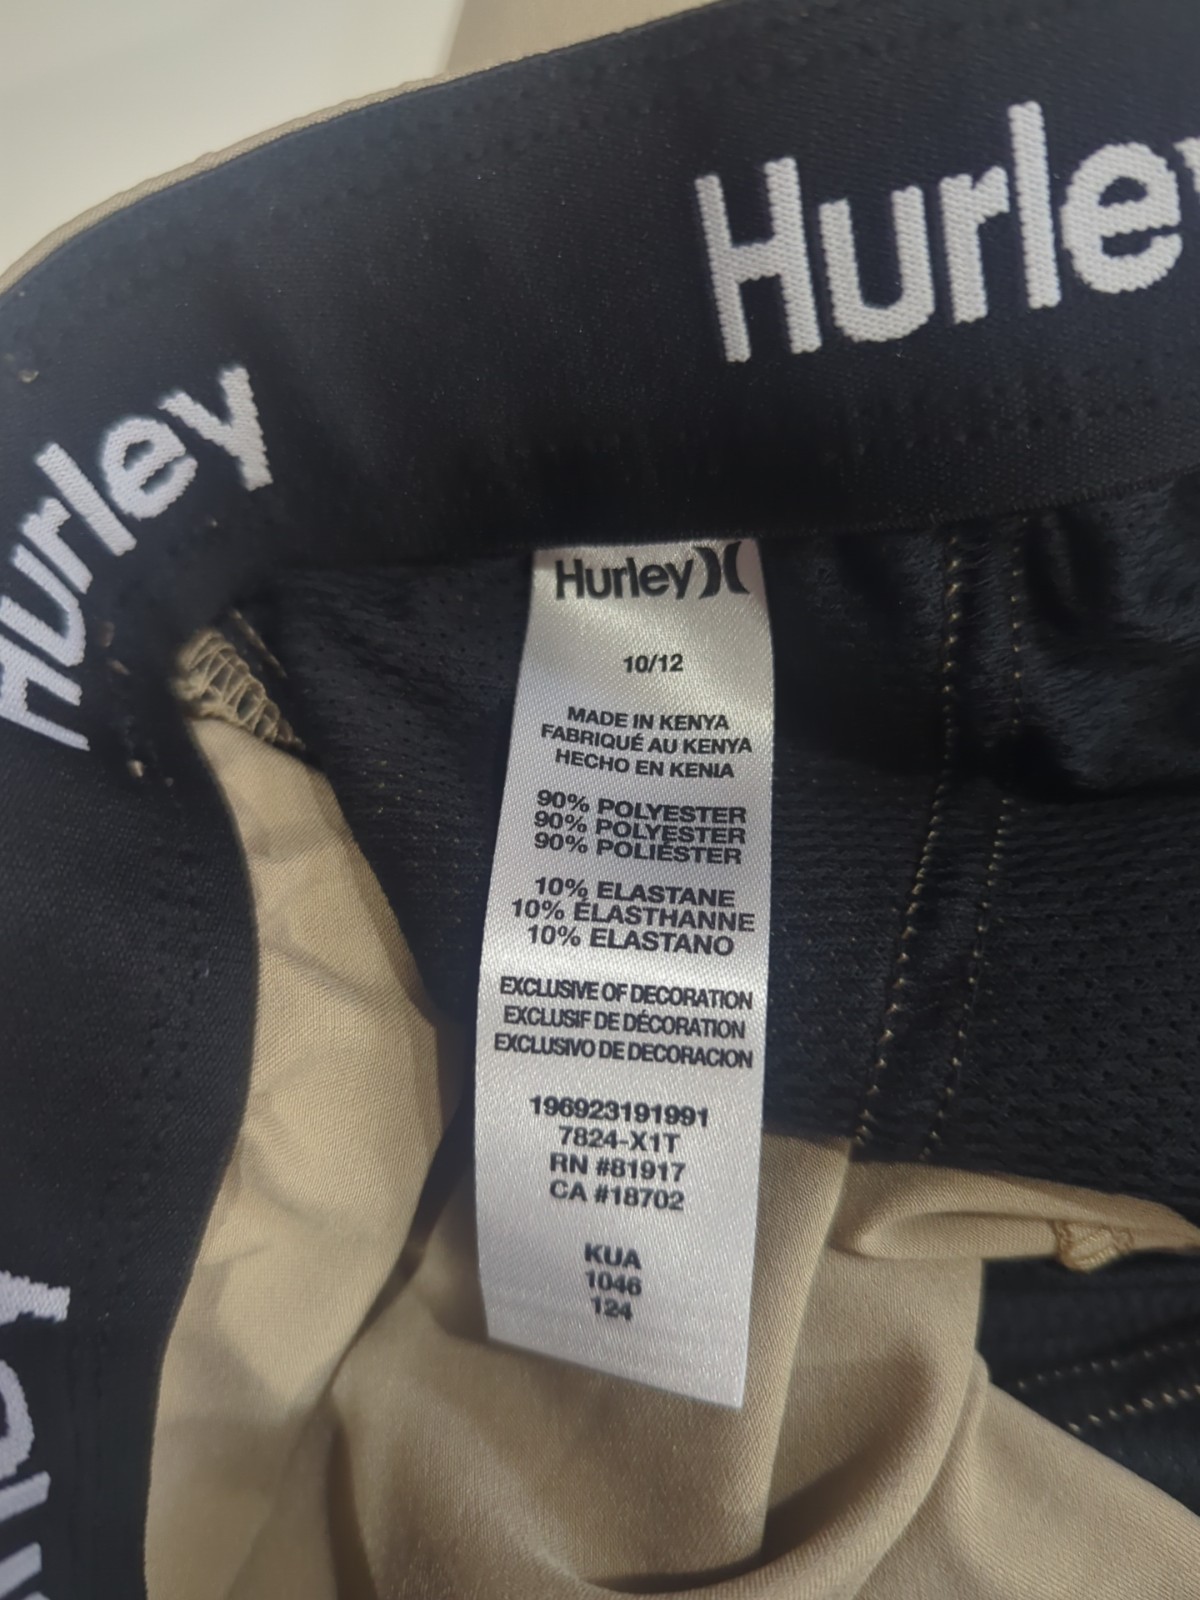 Hurley
Hurley
Hurley
10/12
MADE IN KENYA
FABRIQUÉ AU KENYA
HECHO EN KENIA
90% POLYESTER
90% POLYESTER
90% POLIÉSTER
10% ELASTANE
10% ÉLASTHANNE
10% ELASTANO
EXCLUSIVE OF DECORATION
EXCLUSIF DE DÉCORATION
EXCLUSIVO DE DECORACION
196923191991
7824-X1T
RN #81917
CA #18702
KUA
1046
124